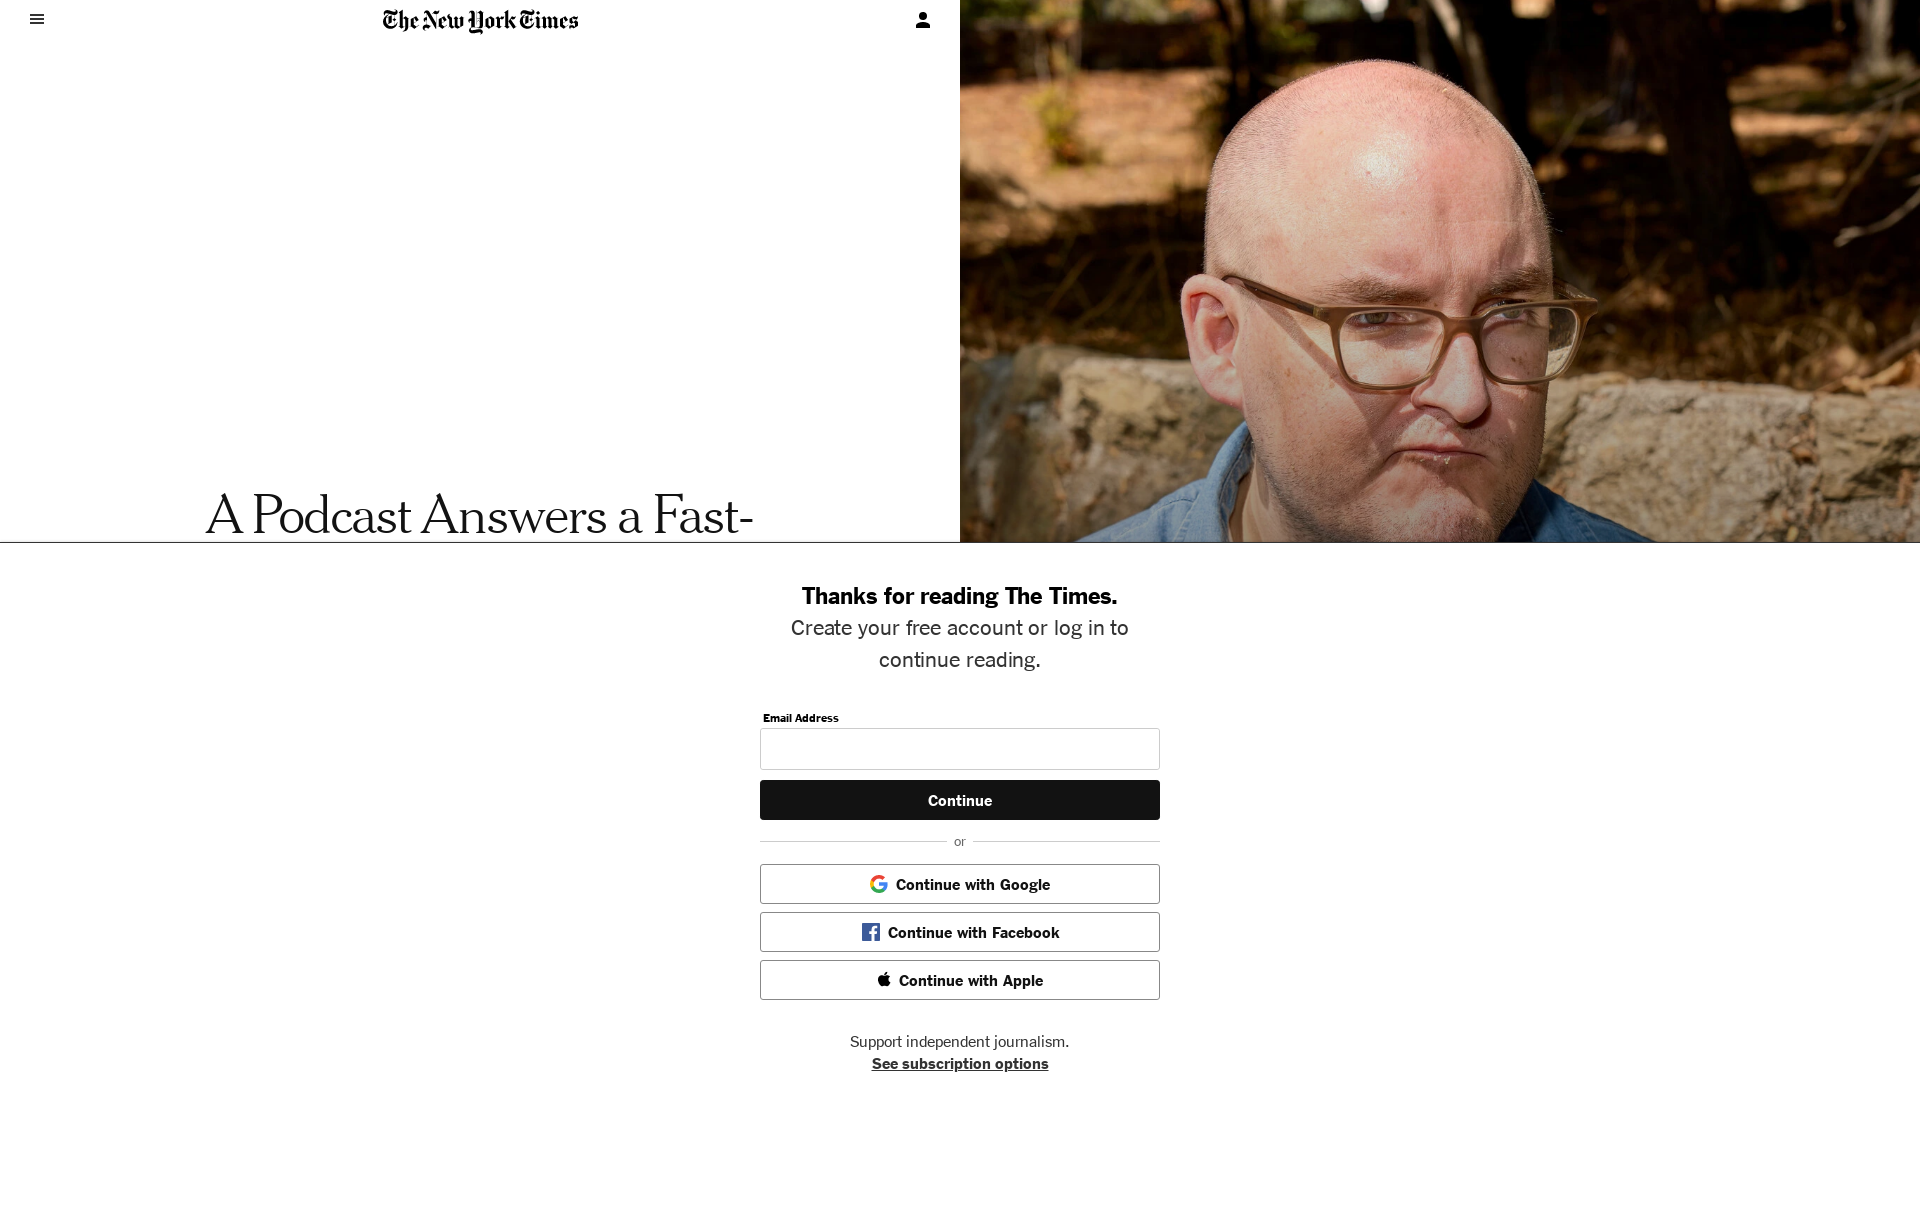 The New York Times
A Podcast Answers a Fast-
Thanks for reading The Times.
Create your free account or log in to
continue reading.
Email Address
Continue
or
Continue with Google
Continue with Facebook
Continue with Apple
Support independent journalism.
See subscription options